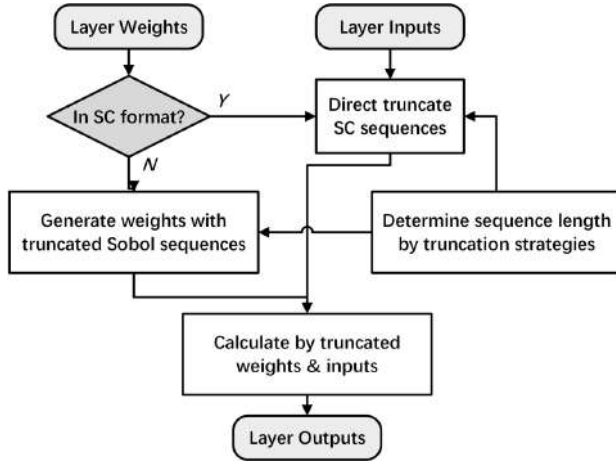 Layer Weights
Layer Inputs
In SC format?
Y
Direct truncate
SC sequences
N
Generate weights with
truncated Sobol sequences
Determine sequence length
by truncation strategies
Calculate by truncated
weights & inputs
Layer Outputs